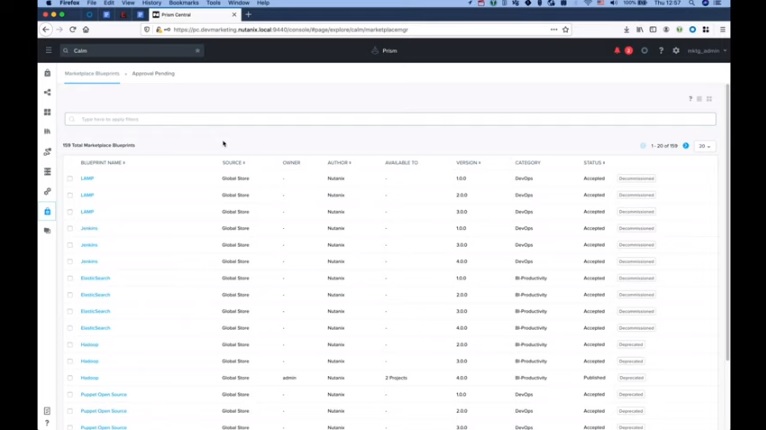 Firefox File Edit View History Bookmarks Tools Window Help 100% Thu 12:57
Prism Central
https://pc.devmarketing.nutanix.local:9440/console/#page/explore/calm/marketplacemgr
Calm Prism 2 mktg_admin
Marketplace Blueprints • Approval Pending
Type here to apply filters
159 Total Marketplace Blueprints 1 - 20 of 159 20
BLUEPRINT NAME SOURCE OWNER AUTHOR AVAILABLE TO VERSION CATEGORY STATUS
LAMP Global Store - Nutanix - 1.0.0 DevOps Accepted Decommissioned
LAMP Global Store - Nutanix - 2.0.0 DevOps Accepted Decommissioned
LAMP Global Store - Nutanix - 3.0.0 DevOps Accepted Decommissioned
Jenkins Global Store - Nutanix - 1.0.0 DevOps Accepted Decommissioned
Jenkins Global Store - Nutanix - 3.0.0 DevOps Accepted Decommissioned
Jenkins Global Store - Nutanix - 4.0.0 DevOps Accepted Decommissioned
ElasticSearch Global Store - Nutanix - 1.0.0 BI-Productivity Accepted Decommissioned
ElasticSearch Global Store - Nutanix - 2.0.0 BI-Productivity Accepted Decommissioned
ElasticSearch Global Store - Nutanix - 3.0.0 BI-Productivity Accepted Decommissioned
ElasticSearch Global Store - Nutanix - 4.0.0 BI-Productivity Accepted Decommissioned
Hadoop Global Store - Nutanix - 2.0.0 BI-Productivity Accepted Deprecated
Hadoop Global Store - Nutanix - 3.0.0 BI-Productivity Accepted Deprecated
Hadoop Global Store admin Nutanix 2 Projects 4.0.0 BI-Productivity Published Deprecated
Puppet Open Source Global Store - Nutanix - 1.0.0 DevOps Accepted Deprecated
Puppet Open Source Global Store - Nutanix - 2.0.0 DevOps Accepted Deprecated
Puppet Open Source Global Store - Nutanix - 3.0.0 DevOps Accepted Deprecated